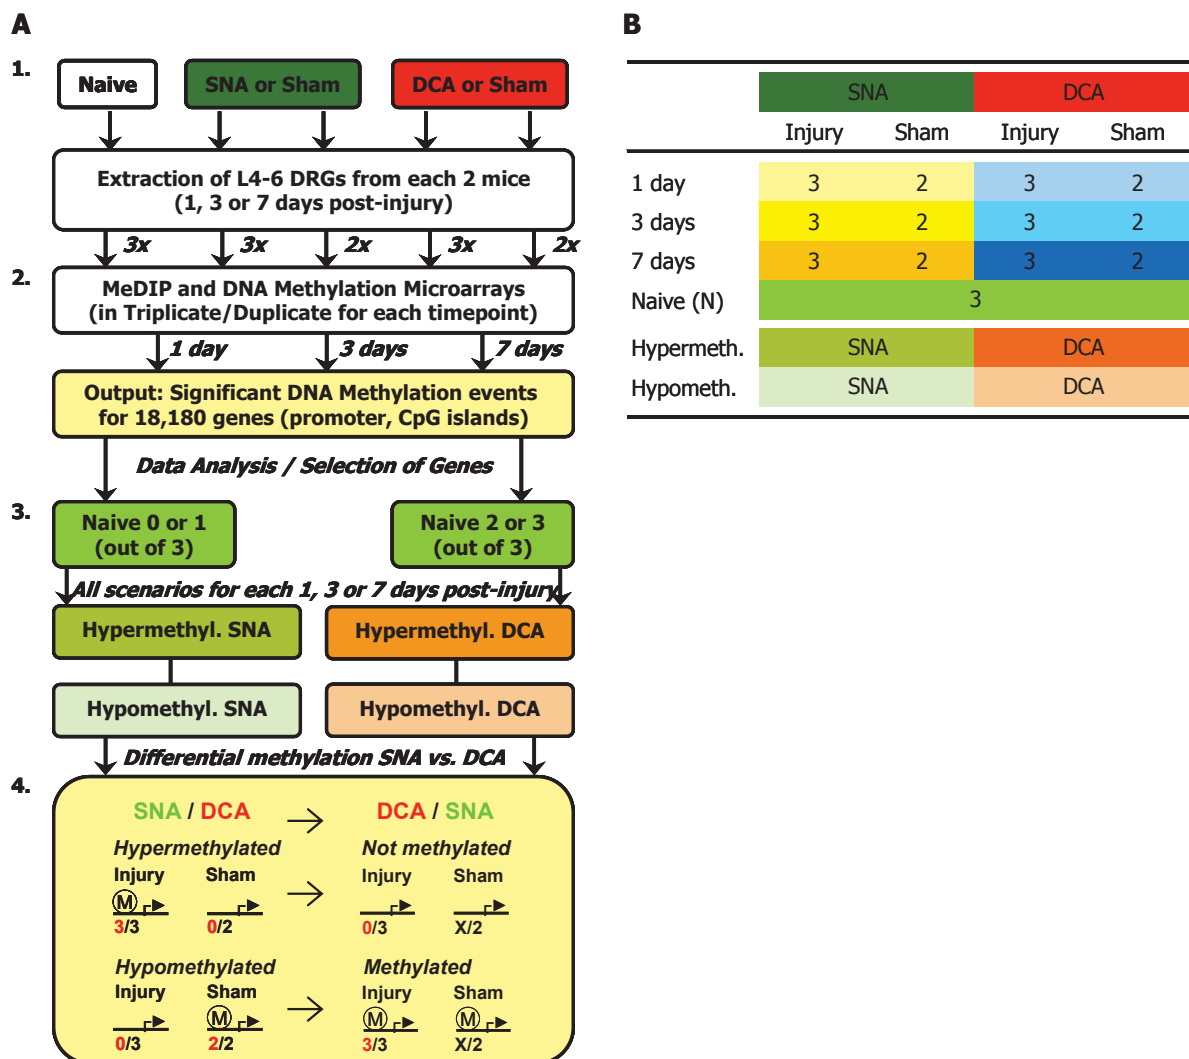 A
1.
Naive
SNA or Sham
DCA or Sham
Extraction of L4-6 DRGs from each 2 mice
(1, 3 or 7 days post-injury)
3x 3x 2x 3x 2x
2.
MeDIP and DNA Methylation Microarrays
(in Triplicate/Duplicate for each timepoint)
1 day 3 days 7 days
Output: Significant DNA Methylation events
for 18,180 genes (promoter, CpG islands)
Data Analysis / Selection of Genes
3.
Naive 0 or 1
(out of 3)
Naive 2 or 3
(out of 3)
All scenarios for each 1, 3 or 7 days post-injury
Hypermethyl. SNA
Hypermethyl. DCA
Hypomethyl. SNA
Hypomethyl. DCA
Differential methylation SNA vs. DCA
4.
SNA / DCA
DCA / SNA
Hypermethylated
Not methylated
Injury Sham
Injury Sham
M
3/3 0/2
0/3 X/2
Hypomethylated
Methylated
Injury Sham
Injury Sham
M
M M
0/3 2/2
3/3 X/2
B
SNA DCA
Injury Sham Injury Sham
1 day 3 2 3 2
3 days 3 2 3 2
7 days 3 2 3 2
Naive (N) 3
Hypermeth. SNA DCA
Hypometh. SNA DCA